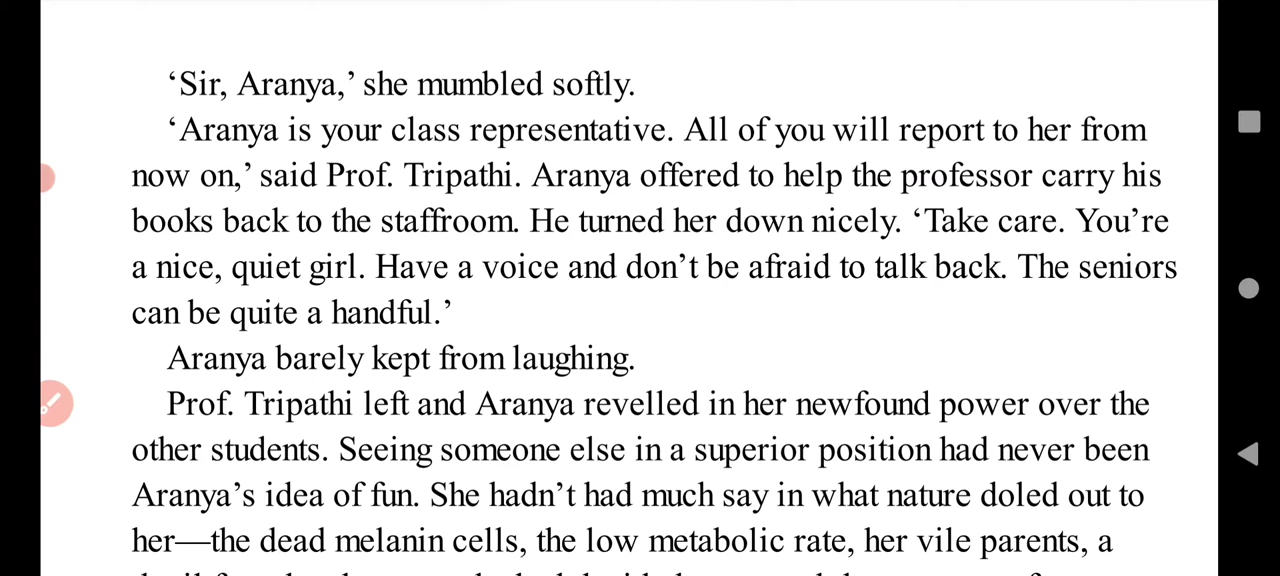 ‘Sir, Aranya,’ she mumbled softly.
‘Aranya is your class representative. All of you will report to her from
now on,’ said Prof. Tripathi. Aranya offered to help the professor carry his
books back to the staffroom. He turned her down nicely. ‘Take care. You’re
a nice, quiet girl. Have a voice and don’t be afraid to talk back. The seniors
can be quite a handful.’
Aranya barely kept from laughing.
Prof. Tripathi left and Aranya revelled in her newfound power over the
other students. Seeing someone else in a superior position had never been
Aranya’s idea of fun. She hadn’t had much say in what nature doled out to
her—the dead melanin cells, the low metabolic rate, her vile parents, a